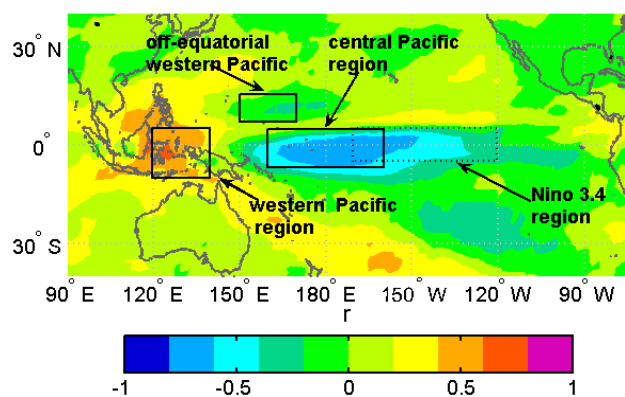 30° N
off-equatorial
western Pacific
central Pacific
region
0°
western Pacific
region
Nino 3.4
region
30° S
90° E 120° E 150° E 180° E 150° W 120° W 90° W
r
-1 -0.5 0 0.5 1